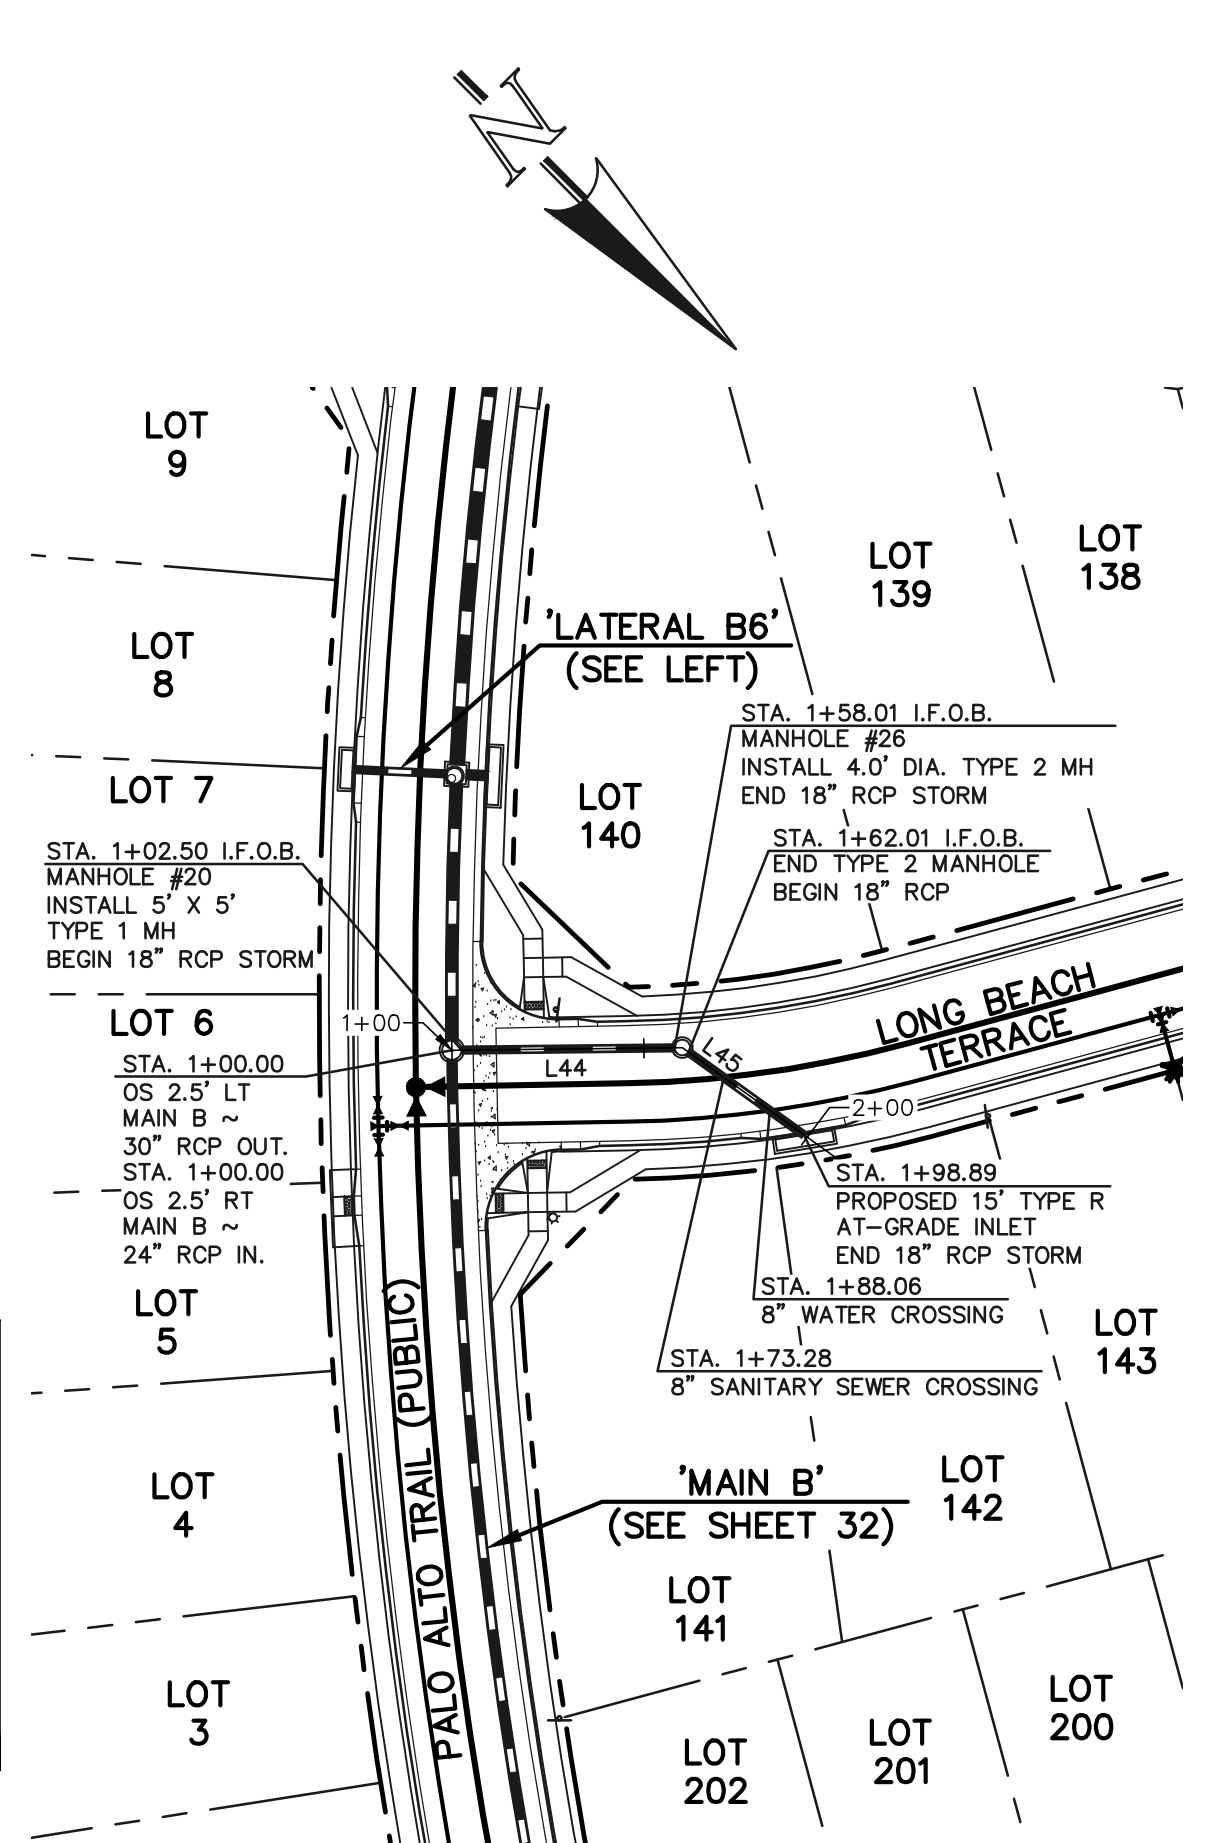 N
LOT
9
LOT
139
LOT
138
'LATERAL B6'
(SEE LEFT)
LOT
8
STA. 1+58.01 I.F.O.B.
MANHOLE #26
INSTALL 4.0' DIA. TYPE 2 MH
END 18" RCP STORM
LOT 7
LOT
140
STA. 1+62.01 I.F.O.B.
END TYPE 2 MANHOLE
BEGIN 18" RCP
STA. 1+02.50 I.F.O.B.
MANHOLE #20
INSTALL 5' X 5'
TYPE 1 MH
BEGIN 18" RCP STORM
LOT 6
1+00
LONG BEACH
TERRACE
L44
L45
2+00
STA. 1+00.00
OS 2.5' LT
MAIN B ~
30" RCP OUT.
STA. 1+00.00
OS 2.5' RT
MAIN B ~
24" RCP IN.
STA. 1+98.89
PROPOSED 15' TYPE R
AT-GRADE INLET
END 18" RCP STORM
STA. 1+88.06
8" WATER CROSSING
STA. 1+73.28
8" SANITARY SEWER CROSSING
LOT
5
LOT
143
PALO ALTO TRAIL (PUBLIC)
LOT
4
'MAIN B'
(SEE SHEET 32)
LOT
142
LOT
141
LOT
3
LOT
202
LOT
201
LOT
200